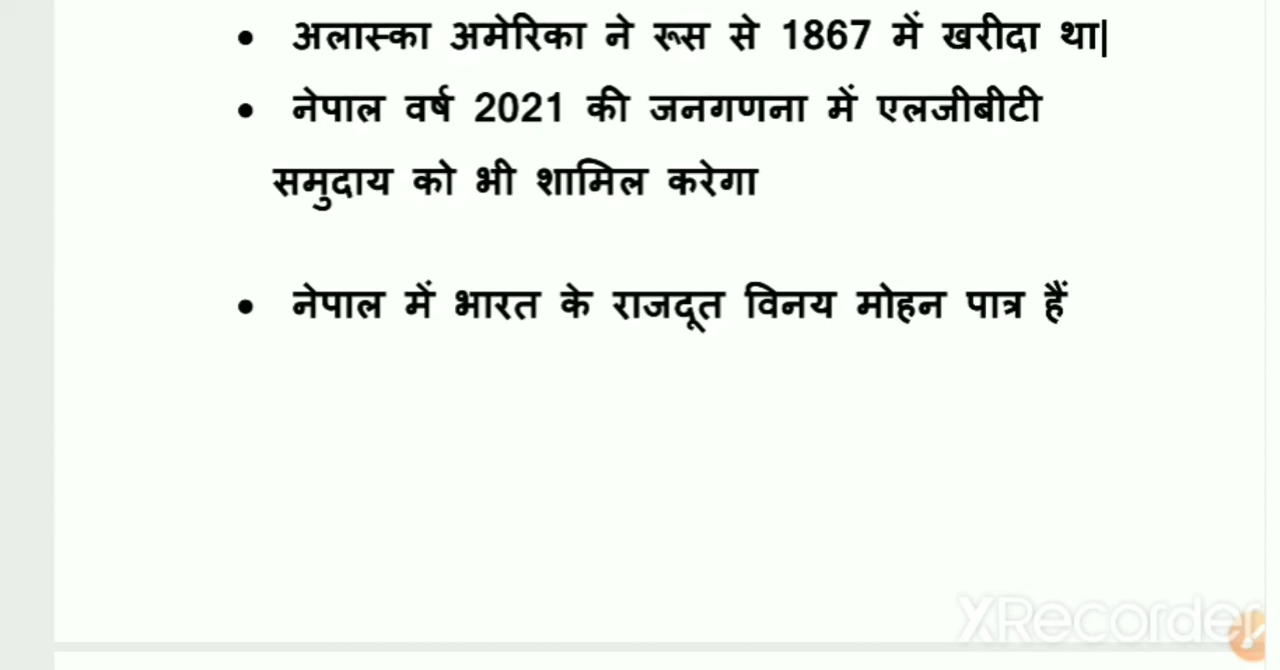 • अलास्का अमेरिका ने रूस से 1867 में खरीदा था|
• नेपाल वर्ष 2021 की जनगणना में एलजीबीटी
समुदाय को भी शामिल करेगा
• नेपाल में भारत के राजदूत विनय मोहन पात्र हैं
XRecorder